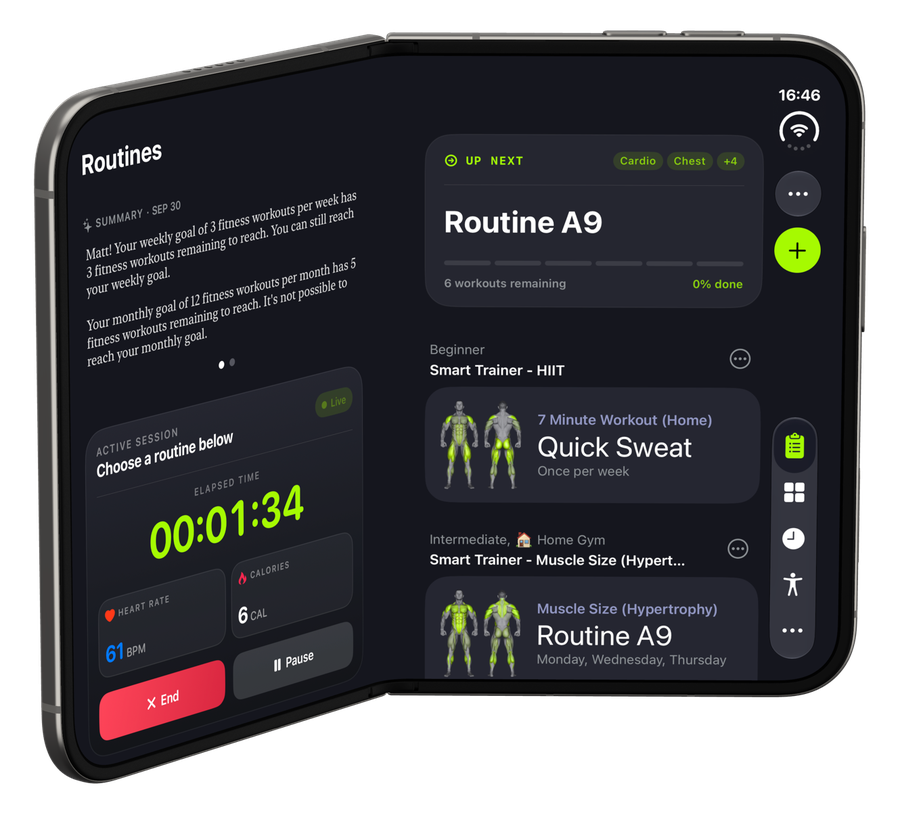 Routines
SUMMARY · SEP 30
Matt! Your weekly goal of 3 fitness workouts per week has
3 fitness workouts remaining to reach. You can still reach
your weekly goal.
Your monthly goal of 12 fitness workouts per month has 5
fitness workouts remaining to reach. It's not possible to
reach your monthly goal.
Live
ACTIVE SESSION
Choose a routine below
ELAPSED TIME
00:01:34
HEART RATE
61 BPM
CALORIES
6 CAL
End
Pause
16:46
UP NEXT
Cardio Chest +4
Routine A9
6 workouts remaining 0% done
Beginner
Smart Trainer - HIIT
7 Minute Workout (Home)
Quick Sweat
Once per week
Intermediate, 🏠 Home Gym
Smart Trainer - Muscle Size (Hypert...
Muscle Size (Hypertrophy)
Routine A9
Monday, Wednesday, Thursday